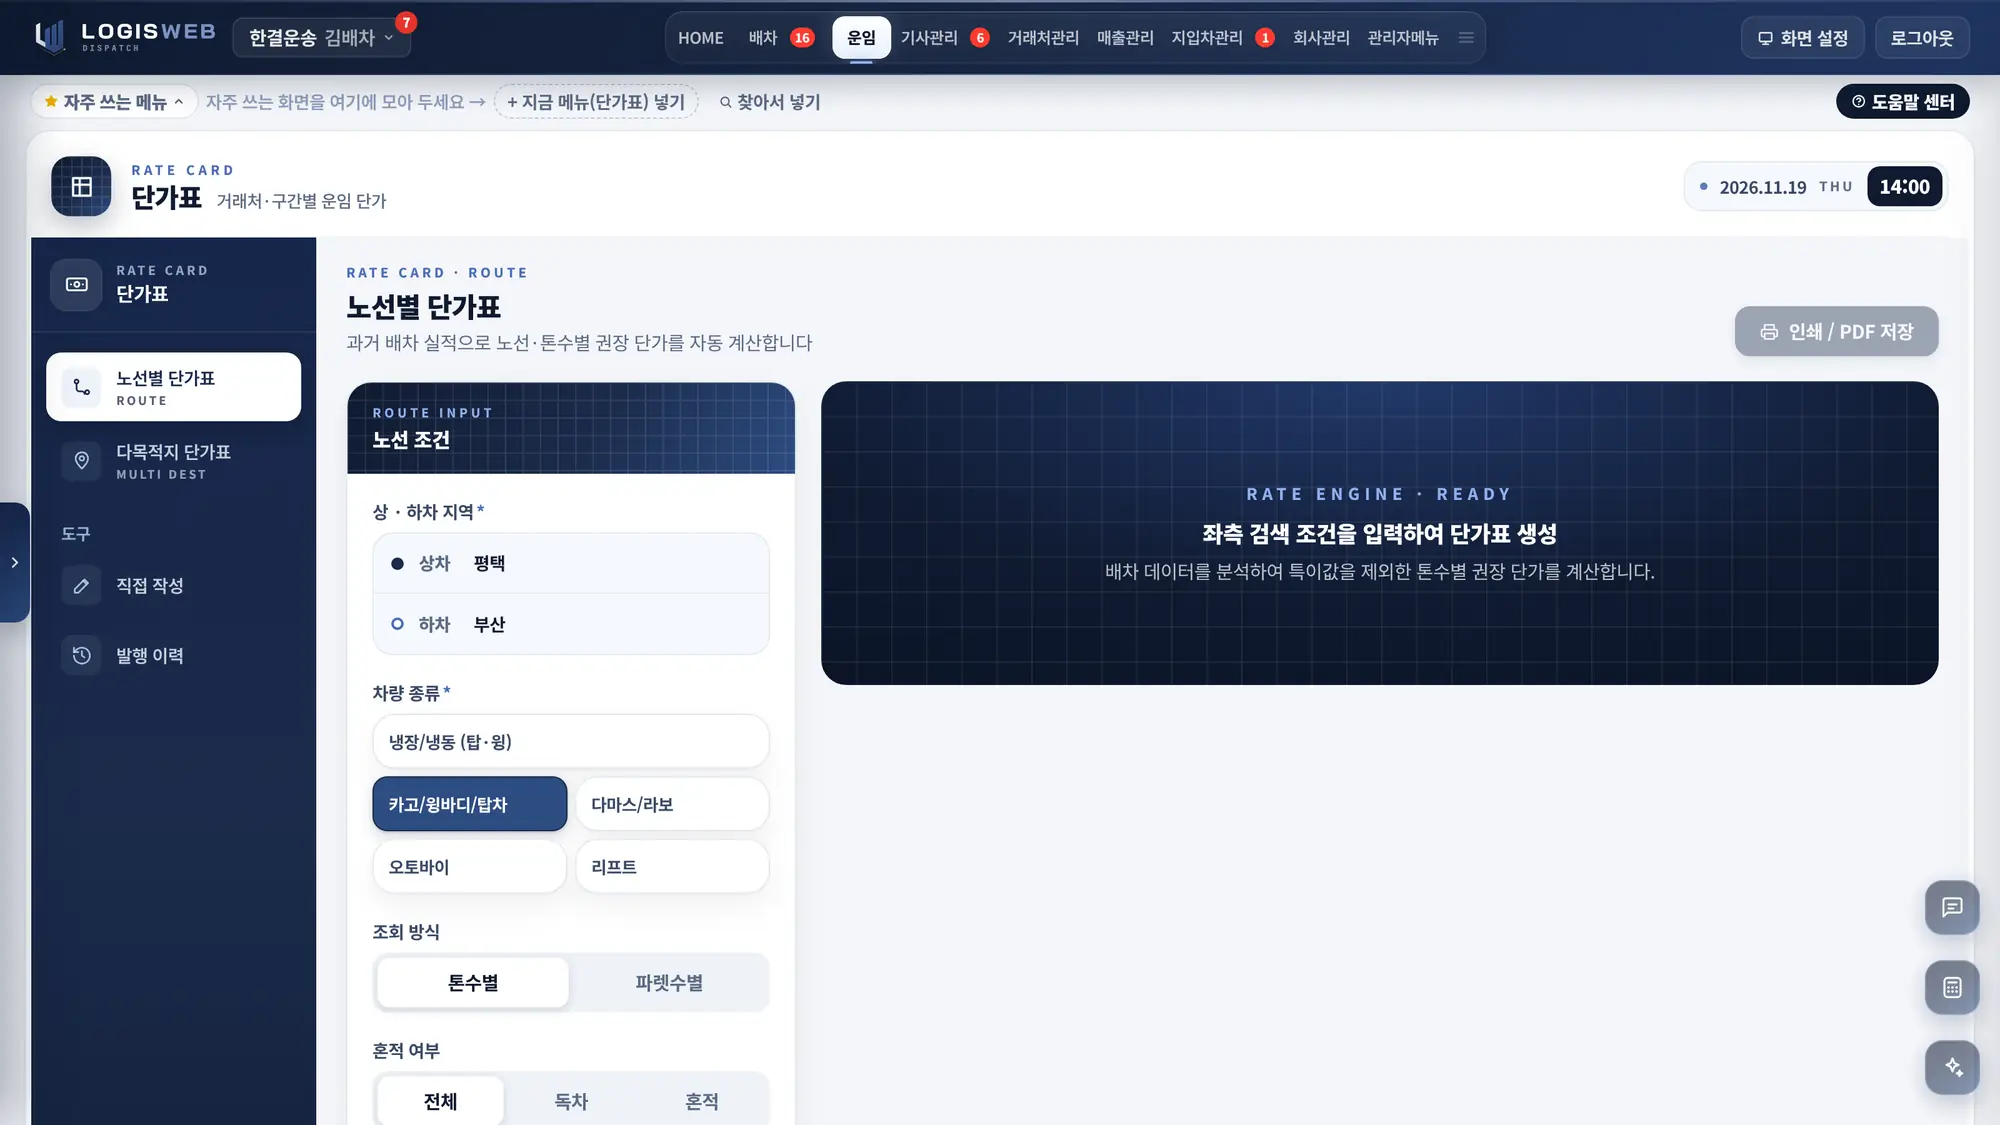 LOGISWEB
DISPATCH
한결운송 김배차
7
HOME
배차 16
운임
기사관리 6
거래처관리
매출관리
지입차관리 1
회사관리
관리자메뉴
화면 설정
로그아웃
자주 쓰는 메뉴
자주 쓰는 화면을 여기에 모아 두세요 →
+ 지금 메뉴(단가표) 넣기
찾아서 넣기
도움말 센터
RATE CARD
단가표 거래처·구간별 운임 단가
2026.11.19 THU 14:00
RATE CARD
단가표
노선별 단가표
ROUTE
다목적지 단가표
MULTI DEST
도구
직접 작성
발행 이력
RATE CARD · ROUTE
노선별 단가표
과거 배차 실적으로 노선·톤수별 권장 단가를 자동 계산합니다
인쇄 / PDF 저장
ROUTE INPUT
노선 조건
상 · 하차 지역*
상차 평택
하차 부산
차량 종류*
냉장/냉동 (탑·윙)
카고/윙바디/탑차
다마스/라보
오토바이
리프트
조회 방식
톤수별
파렛수별
혼적 여부
전체
독차
혼적
RATE ENGINE · READY
좌측 검색 조건을 입력하여 단가표 생성
배차 데이터를 분석하여 특이값을 제외한 톤수별 권장 단가를 계산합니다.